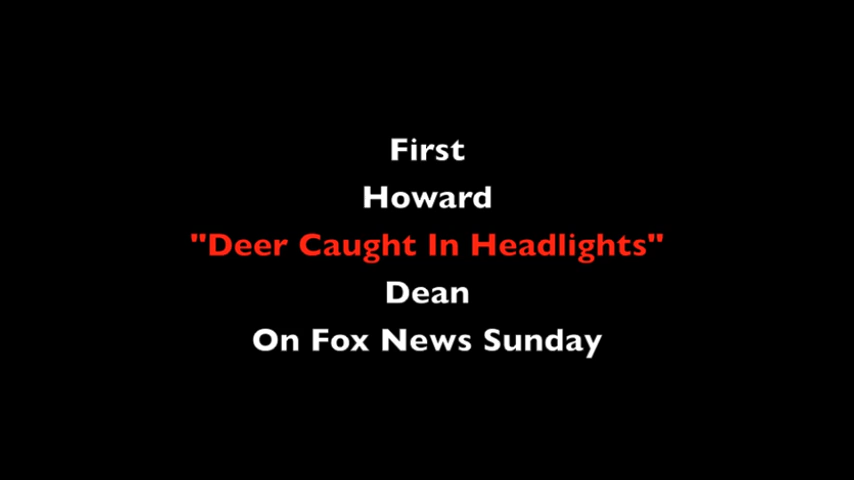 First
Howard
"Deer Caught In Headlights"
Dean
On Fox News Sunday